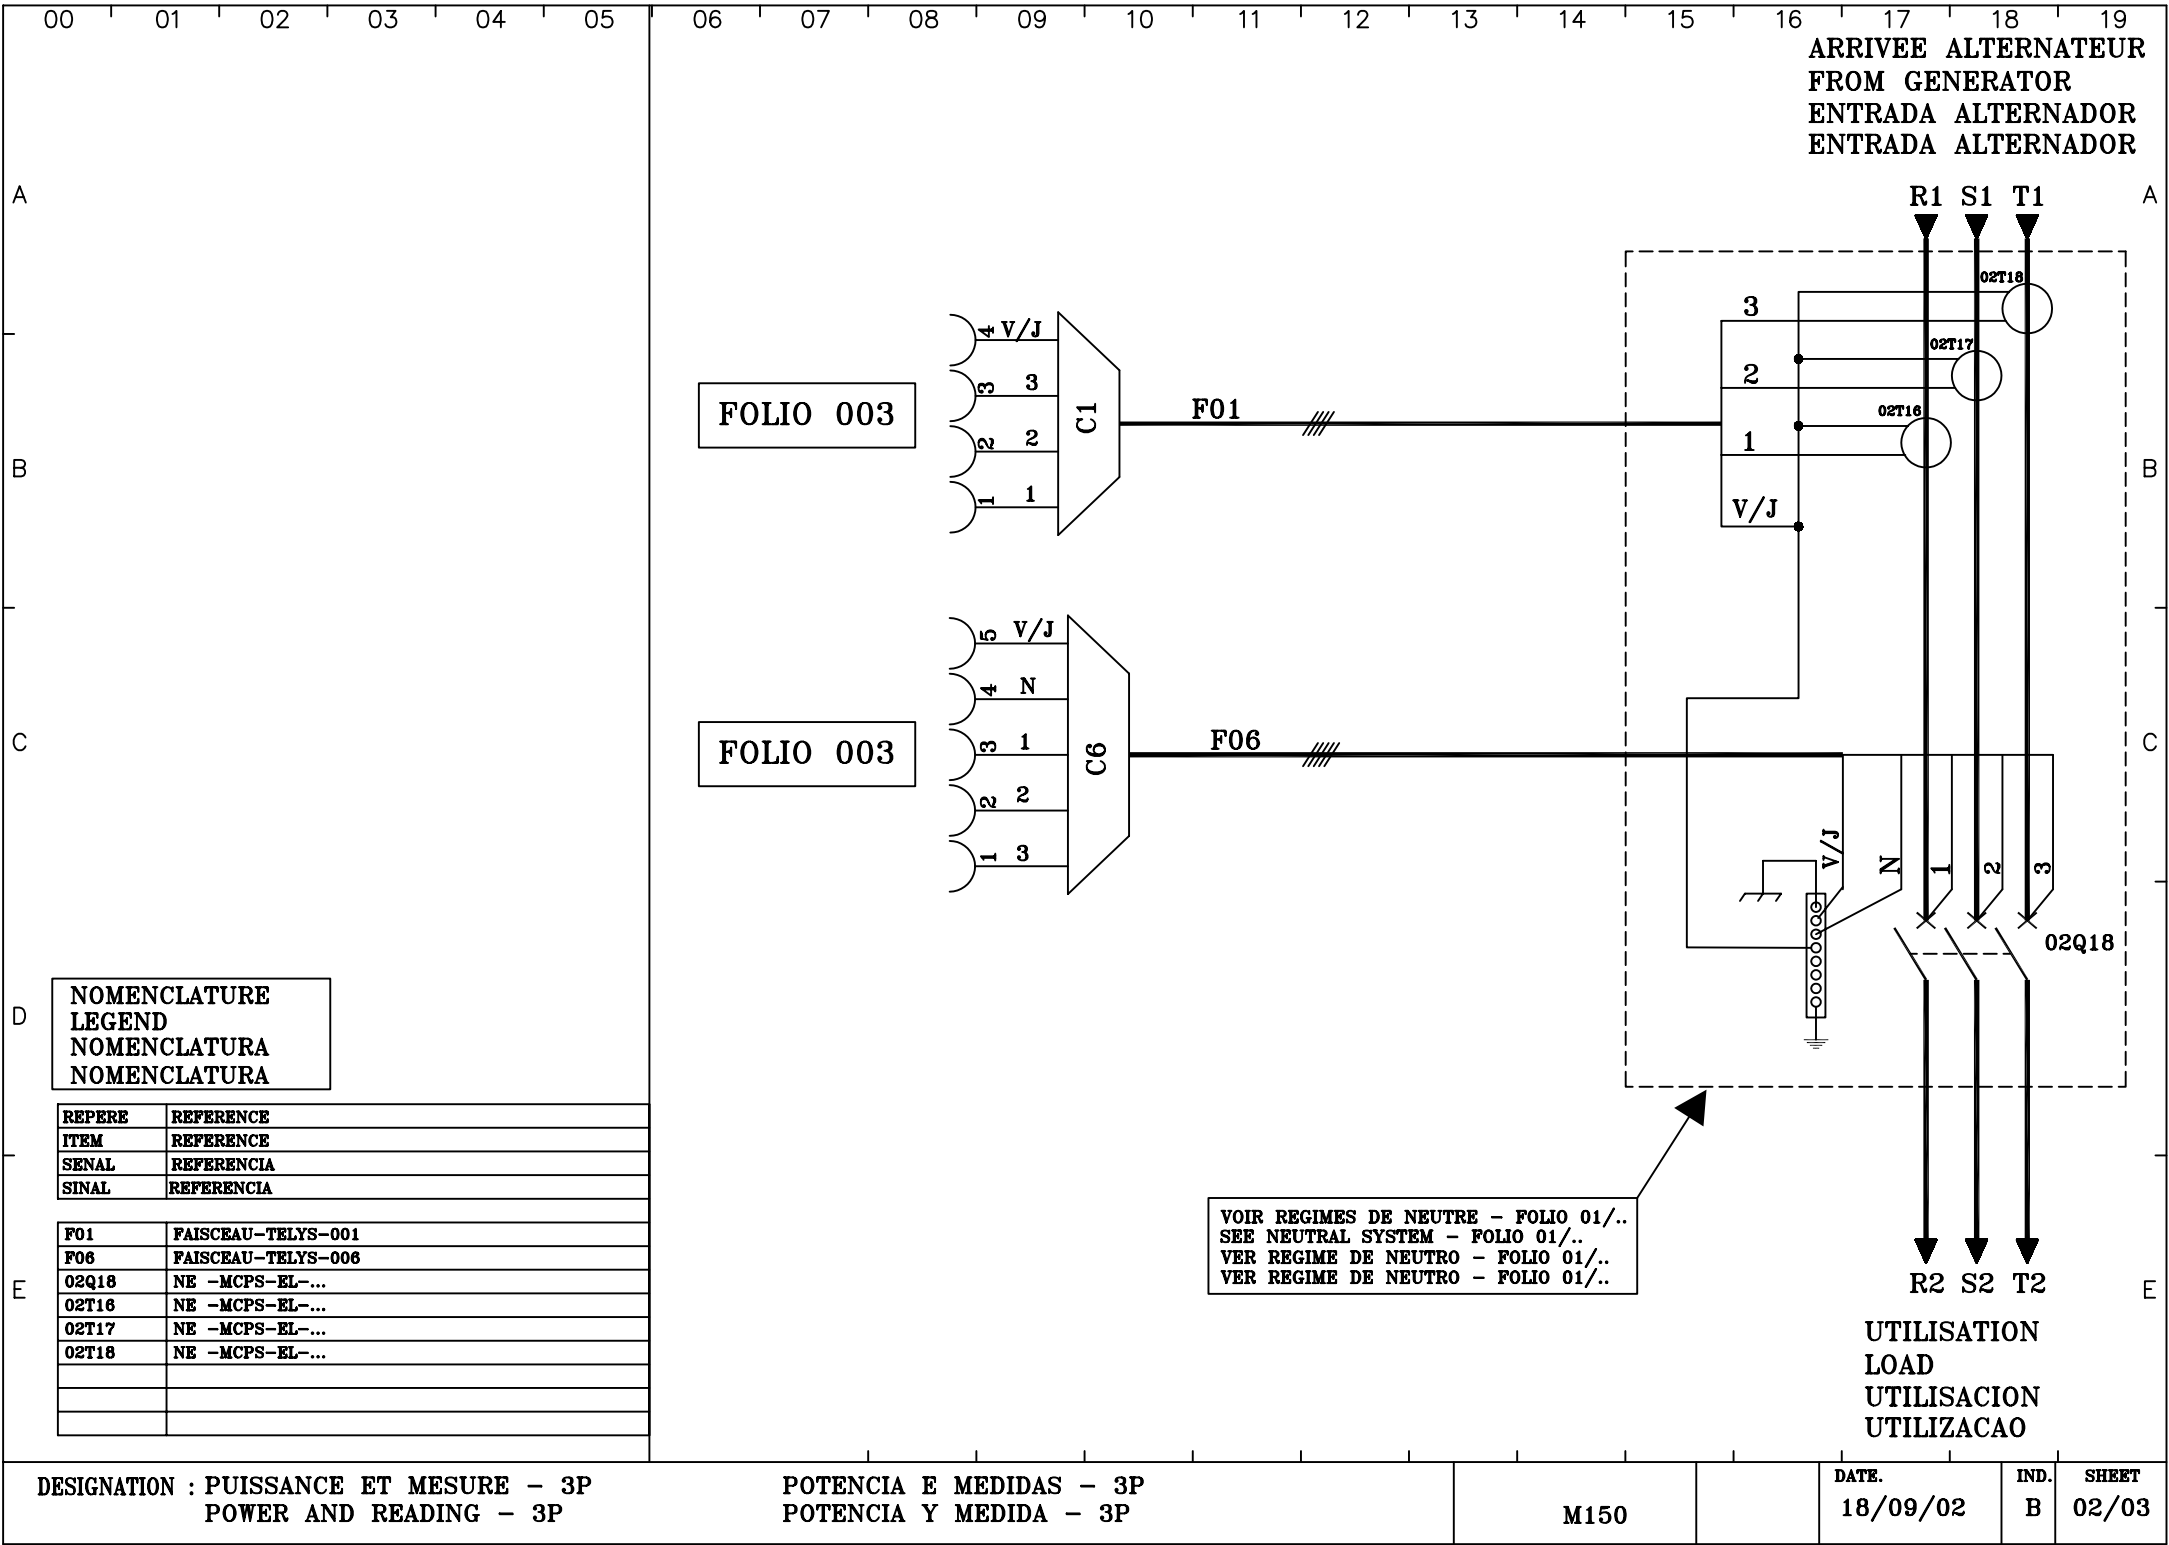 00 01 02 03 04 05 06 07 08 09 10 11 12 13 14 15 16 17 18 19
ARRIVEE ALTERNATEUR
FROM GENERATOR
ENTRADA ALTERNADOR
ENTRADA ALTERNADOR
A A
R1 S1 T1
02T18
3
4 V/J
02T17
2
3 3
FOLIO 003
C1
F01
02T16
1
2 2
B B
1 1
V/J
5 V/J
4 N
C C
FOLIO 003
3 1
C6
F06
2 2
1 3
V/J N 1 2 3
02Q18
NOMENCLATURE
LEGEND
NOMENCLATURA
NOMENCLATURA
D D
REPERE REFERENCE
ITEM REFERENCE
SENAL REFERENCIA
SINAL REFERENCIA
F01 FAISCEAU-TELYS-001
F06 FAISCEAU-TELYS-006
02Q18 NE -MCPS-EL-...
02T16 NE -MCPS-EL-...
02T17 NE -MCPS-EL-...
02T18 NE -MCPS-EL-...
VOIR REGIMES DE NEUTRE - FOLIO 01/..
SEE NEUTRAL SYSTEM - FOLIO 01/..
VER REGIME DE NEUTRO - FOLIO 01/..
VER REGIME DE NEUTRO - FOLIO 01/..
E E
R2 S2 T2
UTILISATION
LOAD
UTILISACION
UTILIZACAO
DESIGNATION : PUISSANCE ET MESURE - 3P
POWER AND READING - 3P
POTENCIA E MEDIDAS - 3P
POTENCIA Y MEDIDA - 3P
M150
DATE.
18/09/02
IND.
B
SHEET
02/03